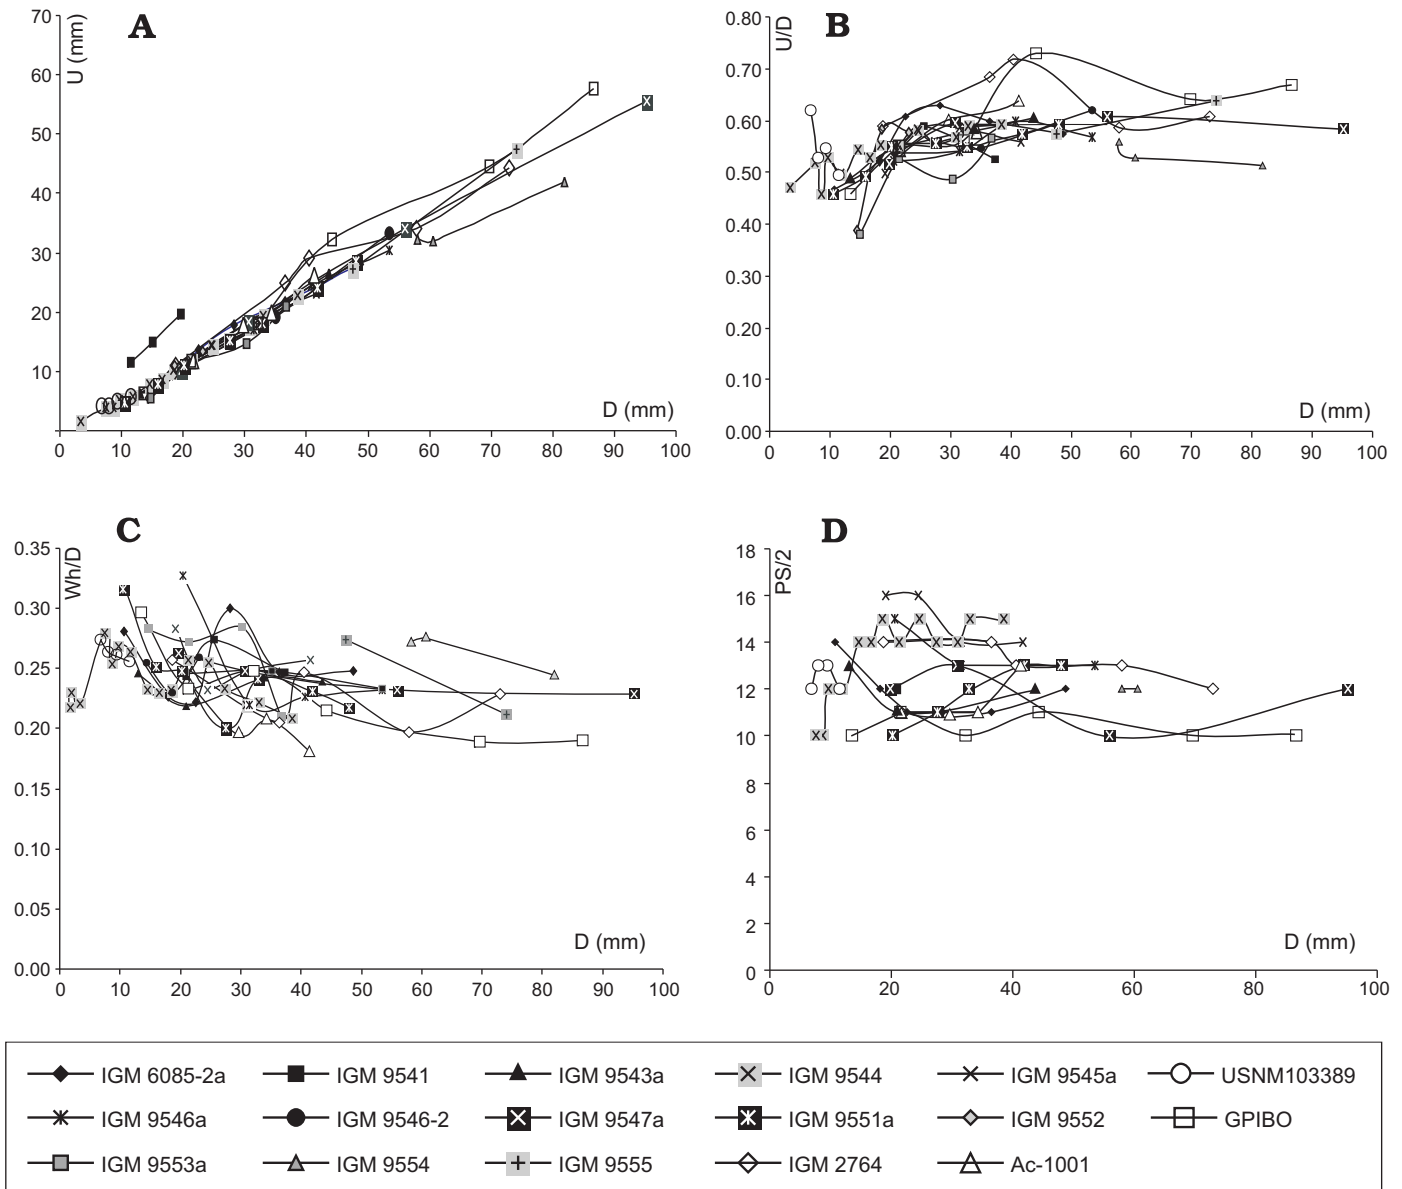 A
U (mm)
70
60
50
40
30
20
10
D (mm)
0 10 20 30 40 50 60 70 80 90 100
B
U/D
0.80
0.70
0.60
0.50
0.40
0.30
0.20
0.10
0.00
D (mm)
0 10 20 30 40 50 60 70 80 90 100
C
Wh/D
0.35
0.30
0.25
0.20
0.15
0.10
0.05
0.00
D (mm)
0 10 20 30 40 50 60 70 80 90 100
D
PS/2
18
16
14
12
10
8
6
4
2
0
D (mm)
0 20 40 60 80 100
IGM 6085-2a IGM 9541 IGM 9543a IGM 9544 IGM 9545a USNM103389
IGM 9546a IGM 9546-2 IGM 9547a IGM 9551a IGM 9552 GPIBO
IGM 9553a IGM 9554 IGM 9555 IGM 2764 Ac-1001